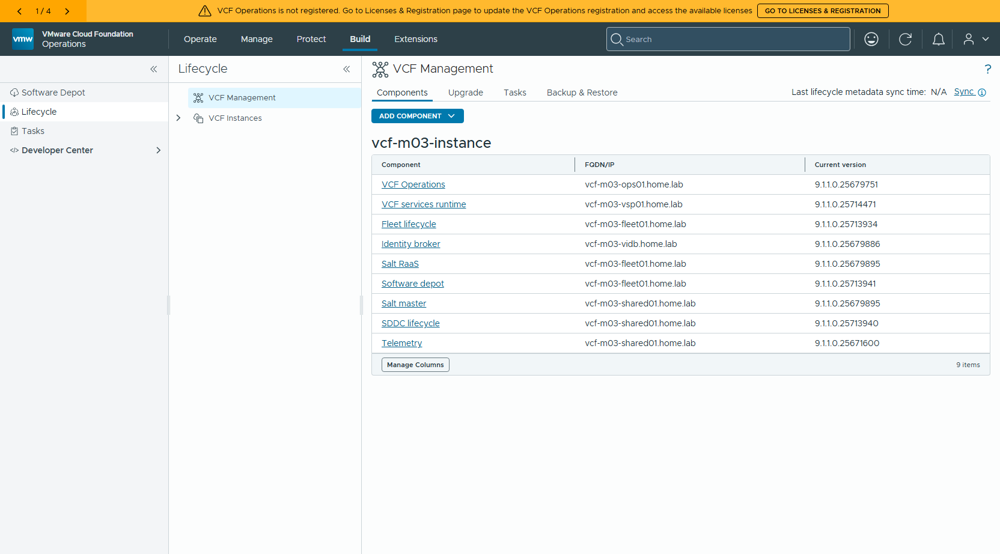 1 / 4
VCF Operations is not registered. Go to Licenses & Registration page to update the VCF Operations registration and access the available licenses
GO TO LICENSES & REGISTRATION
vmw
VMware Cloud Foundation
Operations
Operate
Manage
Protect
Build
Extensions
Search
Software Depot
Lifecycle
Tasks
</> Developer Center
Lifecycle
VCF Management
VCF Instances
VCF Management
?
Components
Upgrade
Tasks
Backup & Restore
Last lifecycle metadata sync time: N/A Sync
ADD COMPONENT
vcf-m03-instance
Component FQDN/IP Current version
VCF Operations vcf-m03-ops01.home.lab 9.1.1.0.25679751
VCF services runtime vcf-m03-vsp01.home.lab 9.1.1.0.25714471
Fleet lifecycle vcf-m03-fleet01.home.lab 9.1.1.0.25713934
Identity broker vcf-m03-vidb.home.lab 9.1.1.0.25679886
Salt RaaS vcf-m03-fleet01.home.lab 9.1.1.0.25679895
Software depot vcf-m03-fleet01.home.lab 9.1.1.0.25713941
Salt master vcf-m03-shared01.home.lab 9.1.1.0.25679895
SDDC lifecycle vcf-m03-shared01.home.lab 9.1.1.0.25713940
Telemetry vcf-m03-shared01.home.lab 9.1.1.0.25671600
Manage Columns
9 items